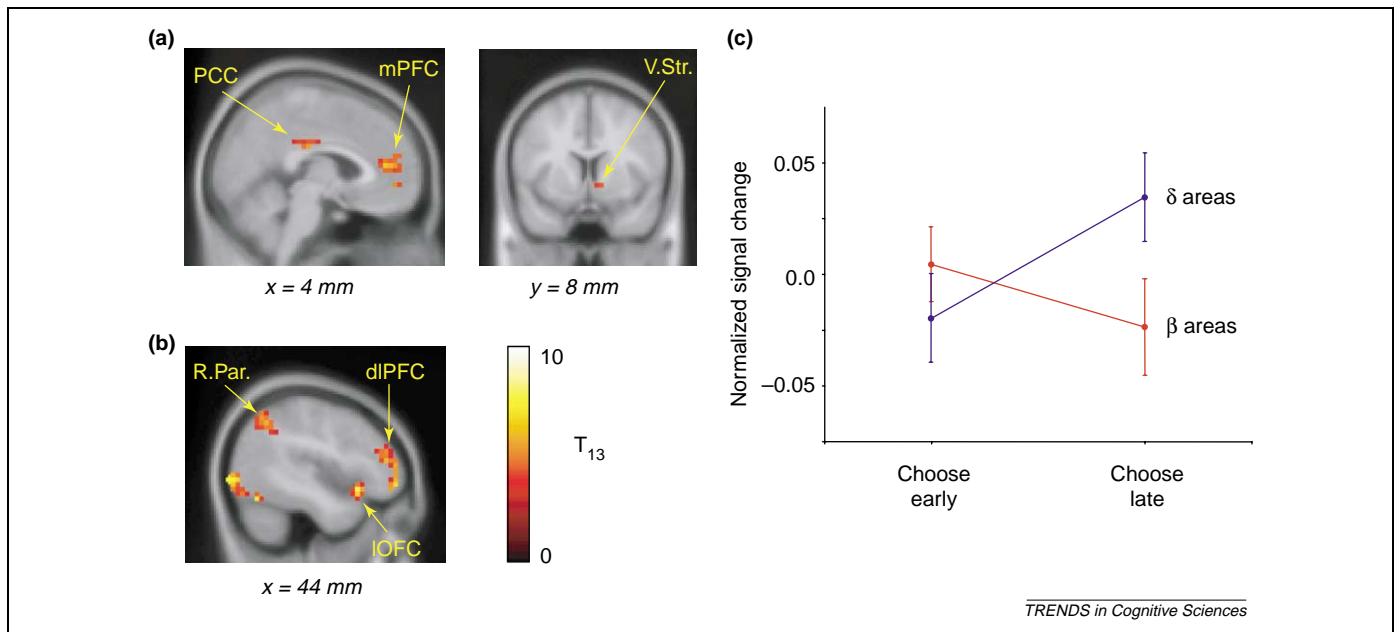 (a)
PCC
mPFC
V.Str.
x = 4 mm
y = 8 mm
(b)
R.Par.
dlPFC
lOFC
x = 44 mm
10
T13
0
(c)
Normalized signal change
0.05
0.0
–0.05
δ areas
β areas
Choose
early
Choose
late
TRENDS in Cognitive Sciences